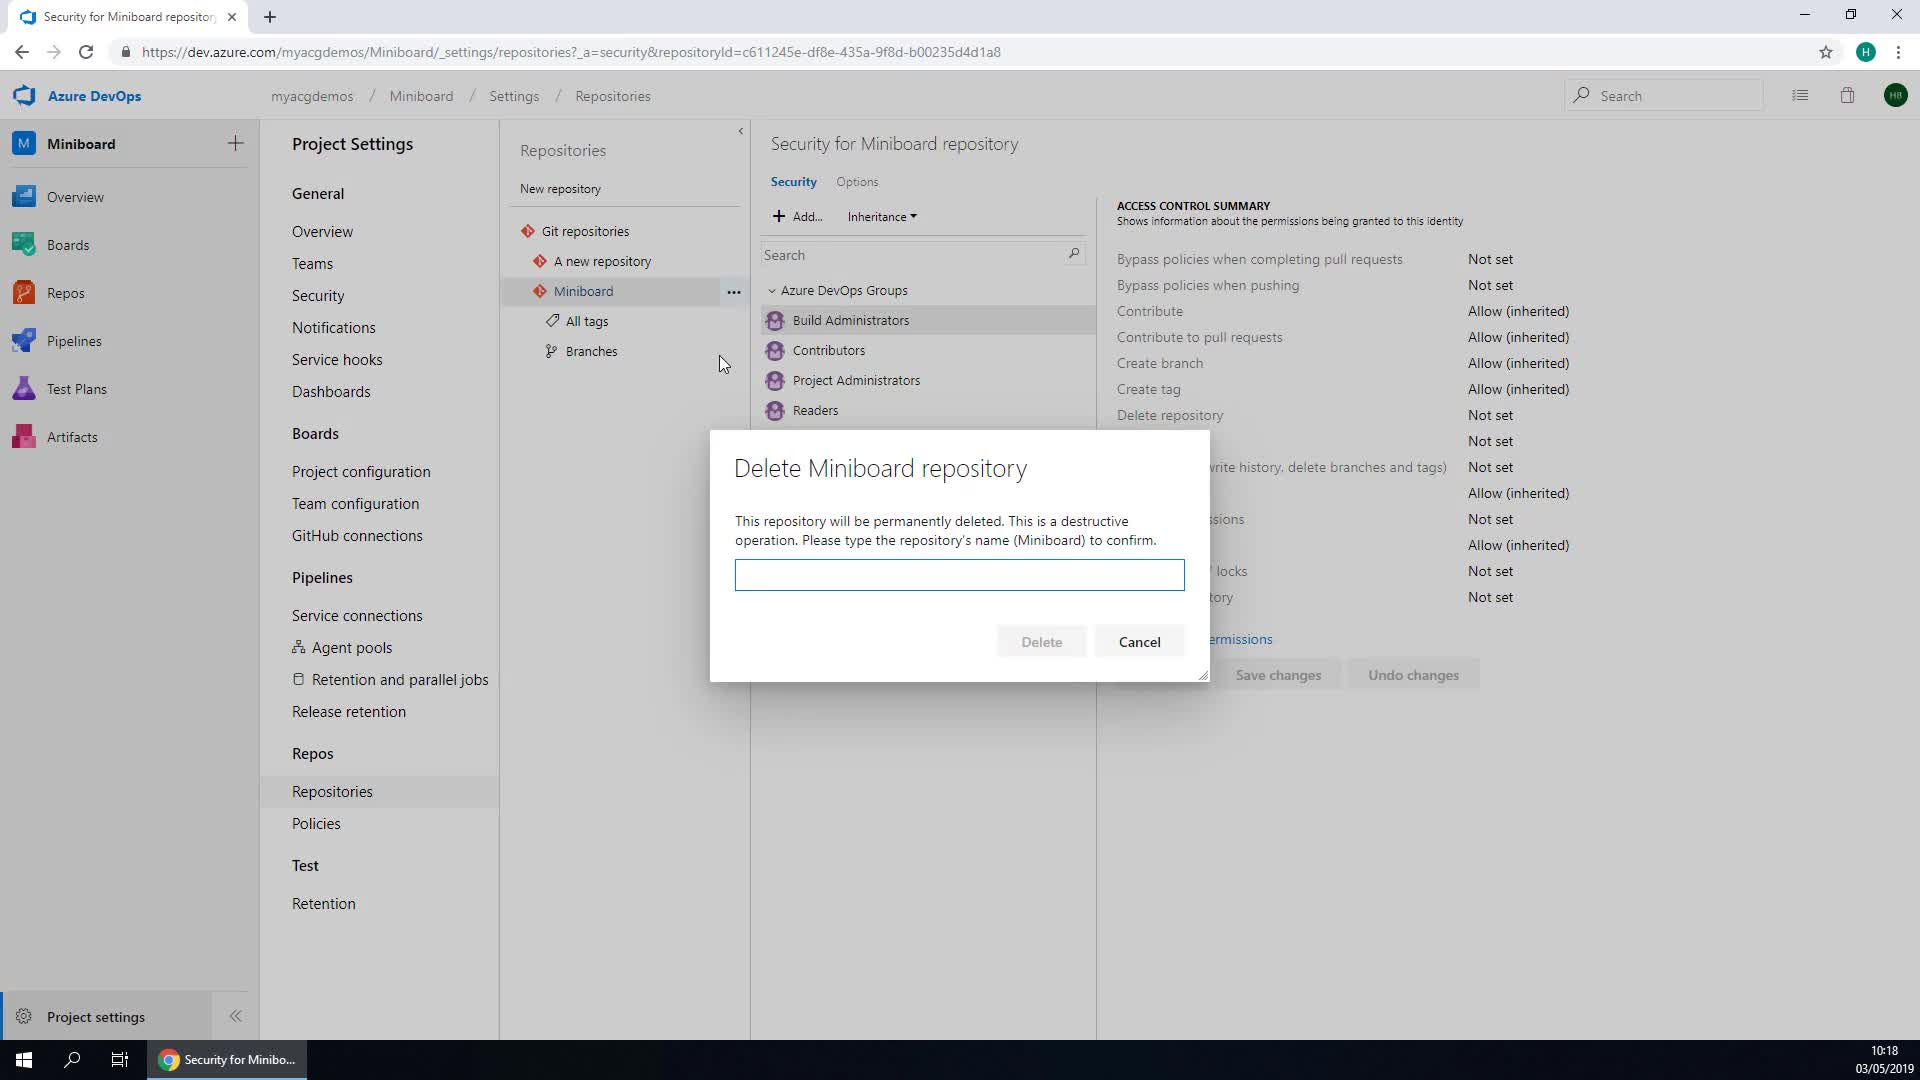 Security for Miniboard repository
https://dev.azure.com/myacgdemos/Miniboard/_settings/repositories?_a=security&repositoryId=c611245e-df8e-435a-9f8d-b00235d4d1a8
H
Azure DevOps
myacgdemos / Miniboard / Settings / Repositories
Search
HB
M Miniboard
Overview
Boards
Repos
Pipelines
Test Plans
Artifacts
Project settings
Project Settings
General
Overview
Teams
Security
Notifications
Service hooks
Dashboards
Boards
Project configuration
Team configuration
GitHub connections
Pipelines
Service connections
Agent pools
Retention and parallel jobs
Release retention
Repos
Repositories
Policies
Test
Retention
Repositories
New repository
Git repositories
A new repository
Miniboard
All tags
Branches
Security for Miniboard repository
Security Options
Add... Inheritance
Search
Azure DevOps Groups
Build Administrators
Contributors
Project Administrators
Readers
ACCESS CONTROL SUMMARY
Shows information about the permissions being granted to this identity
Bypass policies when completing pull requests Not set
Bypass policies when pushing Not set
Contribute Allow (inherited)
Contribute to pull requests Allow (inherited)
Create branch Allow (inherited)
Create tag Allow (inherited)
Delete repository Not set
Not set
write history, delete branches and tags) Not set
Allow (inherited)
Not set
Allow (inherited)
locks Not set
Not set
Save changes Undo changes
Delete Miniboard repository
This repository will be permanently deleted. This is a destructive
operation. Please type the repository's name (Miniboard) to confirm.
Delete Cancel
Security for Minibo...
10:18
03/05/2019